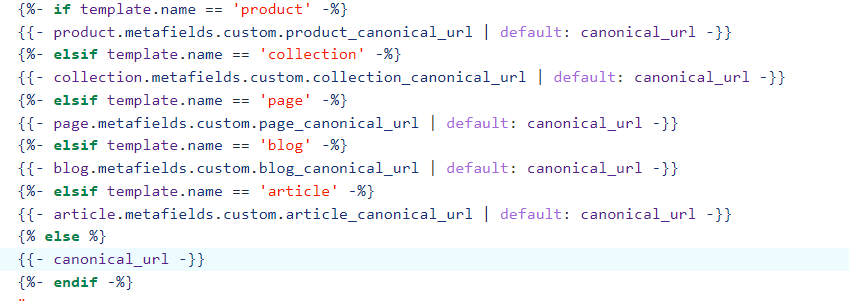 {%- if template.name == 'product' -%}
{{- product.metafields.custom.product_canonical_url | default: canonical_url -}}
{%- elsif template.name == 'collection' -%}
{{- collection.metafields.custom.collection_canonical_url | default: canonical_url -}}
{%- elsif template.name == 'page' -%}
{{- page.metafields.custom.page_canonical_url | default: canonical_url -}}
{%- elsif template.name == 'blog' -%}
{{- blog.metafields.custom.blog_canonical_url | default: canonical_url -}}
{%- elsif template.name == 'article' -%}
{{- article.metafields.custom.article_canonical_url | default: canonical_url -}}
{% else %}
{{- canonical_url -}}
{%- endif -%}
"